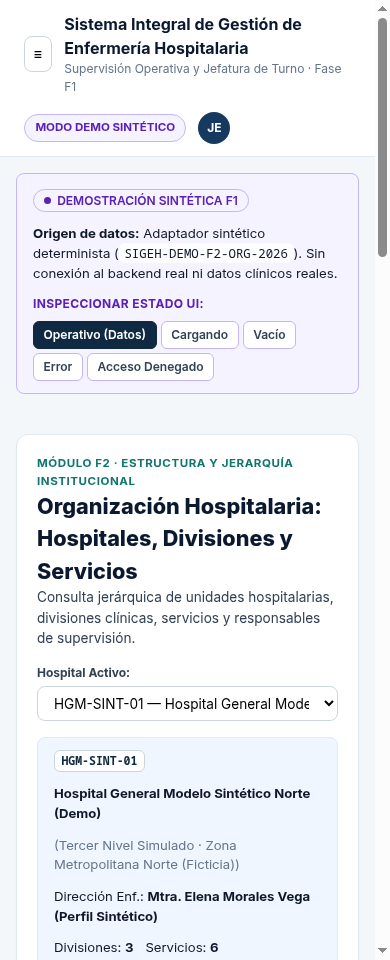 ≡
Sistema Integral de Gestión de
Enfermería Hospitalaria
Supervisión Operativa y Jefatura de Turno · Fase
F1
MODO DEMO SINTÉTICO
JE
DEMOSTRACIÓN SINTÉTICA F1
Origen de datos: Adaptador sintético
determinista ( SIGEH-DEMO-F2-ORG-2026 ). Sin
conexión al backend real ni datos clínicos reales.
INSPECCIONAR ESTADO UI:
Operativo (Datos) Cargando Vacío
Error Acceso Denegado
MÓDULO F2 · ESTRUCTURA Y JERARQUÍA
INSTITUCIONAL
Organización Hospitalaria:
Hospitales, Divisiones y
Servicios
Consulta jerárquica de unidades hospitalarias,
divisiones clínicas, servicios y responsables
de supervisión.
Hospital Activo:
HGM-SINT-01 — Hospital General Mode
HGM-SINT-01
Hospital General Modelo Sintético Norte
(Demo)
(Tercer Nivel Simulado · Zona
Metropolitana Norte (Ficticia))
Dirección Enf.: Mtra. Elena Morales Vega
(Perfil Sintético)
Divisiones: 3 Servicios: 6